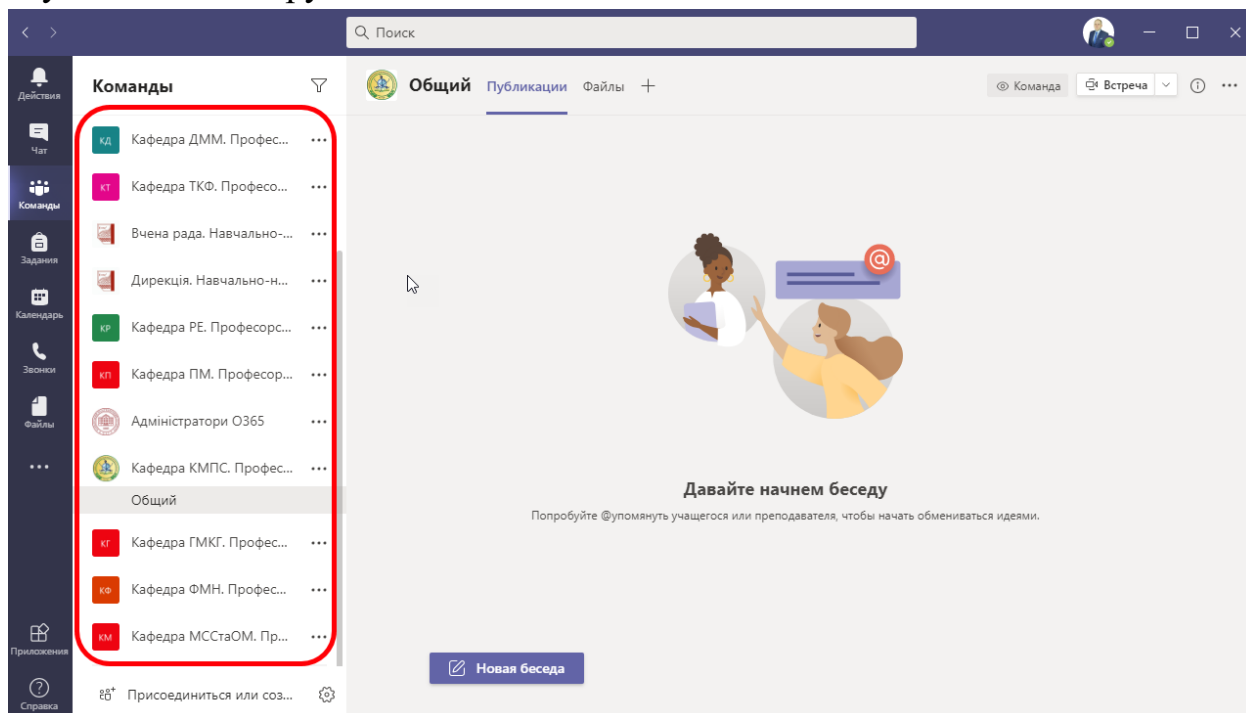 Поиск
Действия
Чат
Команды
Задания
Календарь
Звонки
Файлы
Приложения
Справка
Команды
КД Кафедра ДММ. Профес...
КТ Кафедра ТКФ. Професо...
Вчена рада. Навчально-...
Дирекція. Навчально-н...
КР Кафедра РЕ. Професорс...
КП Кафедра ПМ. Професор...
Адміністратори О365
Кафедра КМПС. Профес...
Общий
КГ Кафедра ГМКГ. Профес...
КФ Кафедра ФМН. Професс...
КМ Кафедра МССтаОМ. Пр...
Присоединиться или соз...
Общий Публикации Файлы +
Команда Встреча
@
Давайте начнем беседу
Попробуйте @упомянуть учащегося или преподавателя, чтобы начать обмениваться идеями.
Новая беседа